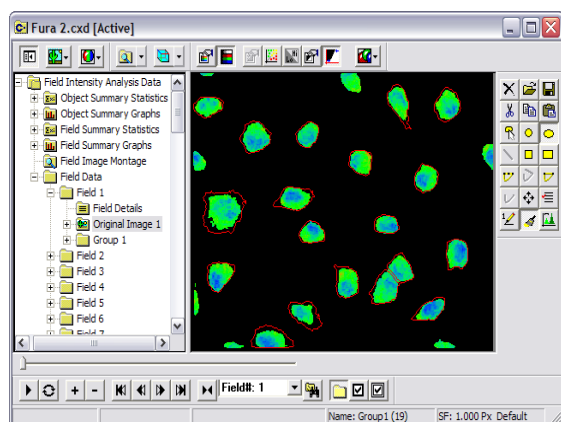 Fura 2.cxd [Active]
Field Intensity Analysis Data
Object Summary Statistics
Object Summary Graphs
Field Summary Statistics
Field Summary Graphs
Field Image Montage
Field Data
Field 1
Field Details
Original Image 1
Group 1
Field 2
Field 3
Field 4
Field 5
Field 6
Field 7
Field#: 1
Name: Group1 (19) SF: 1.000 Px Default